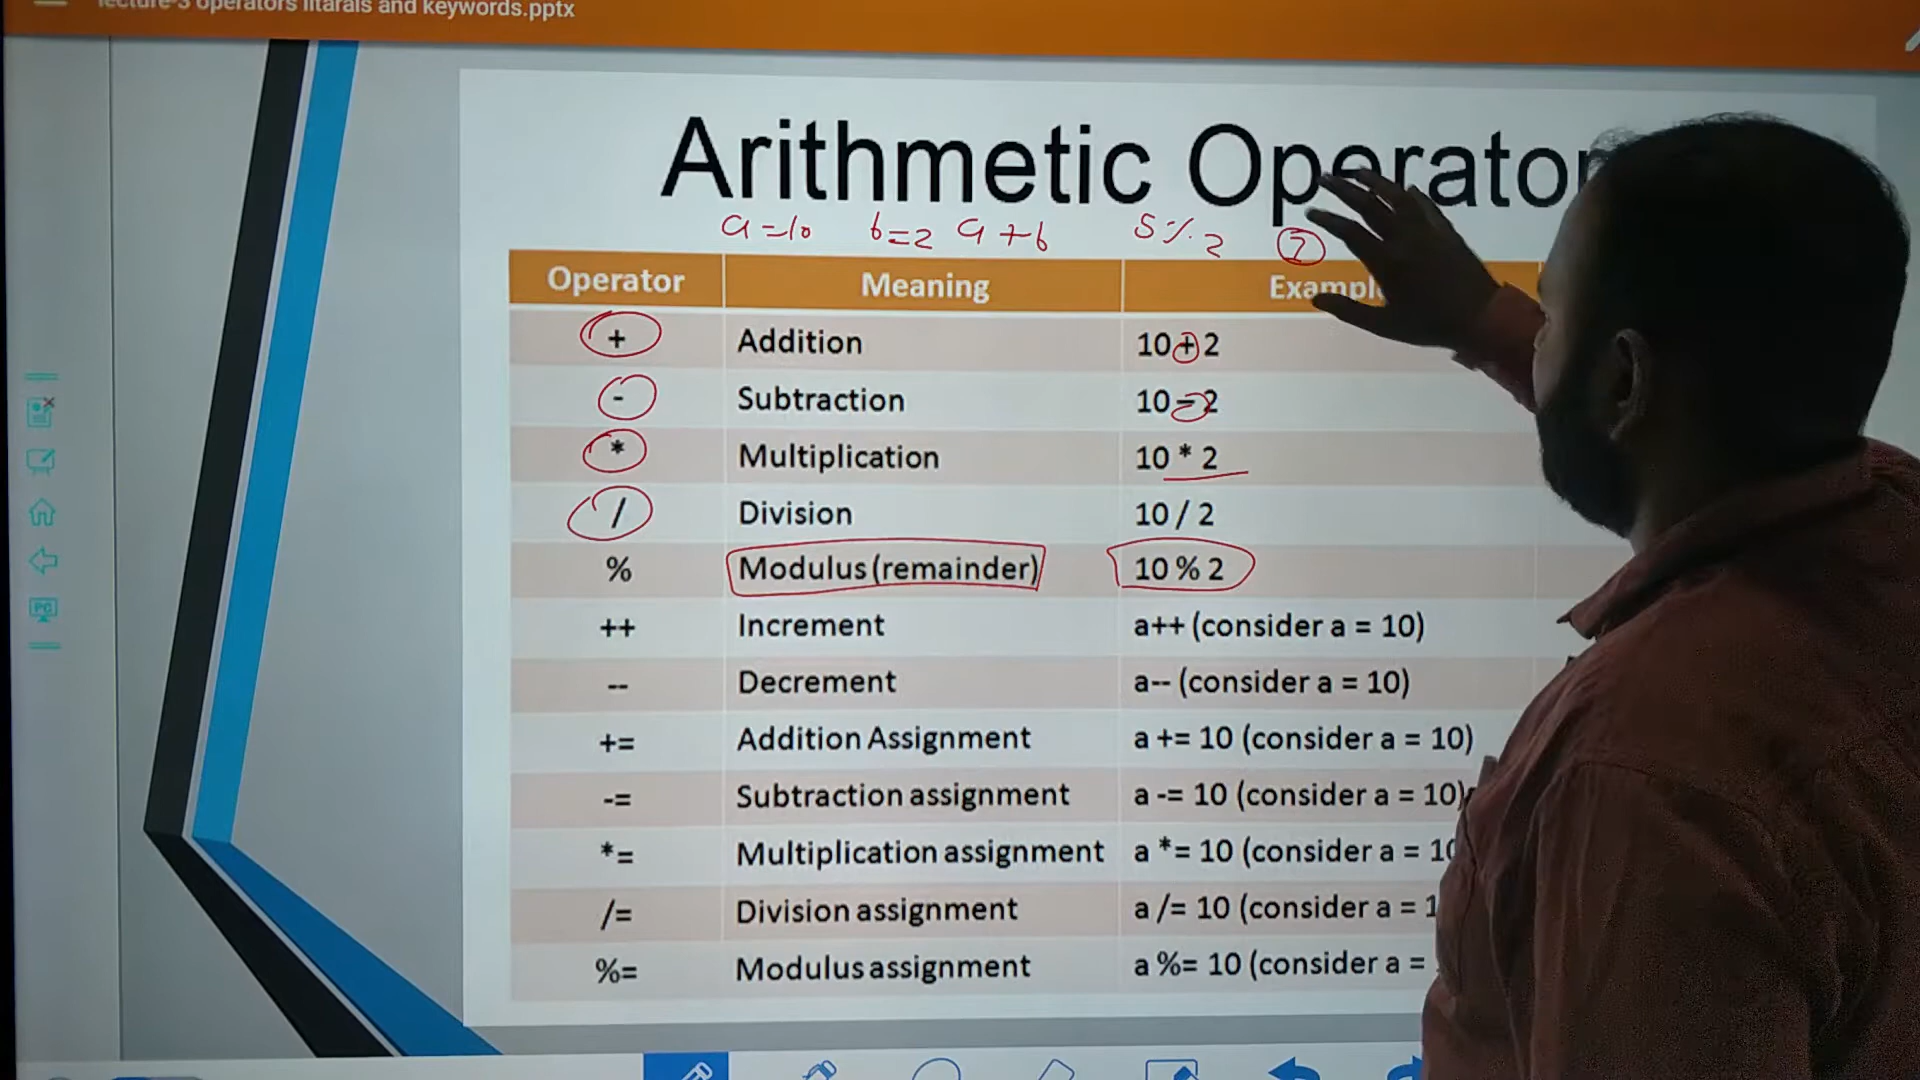 lecture-3 operators litarals and keywords.pptx
Arithmetic Operator
a=10 b=2 a+b 5%2
Operator Meaning
+ Addition 10 + 2
- Subtraction 10 - 2
* Multiplication 10 * 2
/ Division 10 / 2
% Modulus (remainder) 10 % 2
++ Increment a++ (consider a = 10)
-- Decrement a-- (consider a = 10)
+= Addition Assignment a += 10 (consider a = 10)
-= Subtraction assignment a -= 10 (consider a = 10)
*= Multiplication assignment a *= 10 (consider a = 10
/= Division assignment a /= 10 (consider a = 1
%= Modulus assignment a %= 10 (consider a =
PC